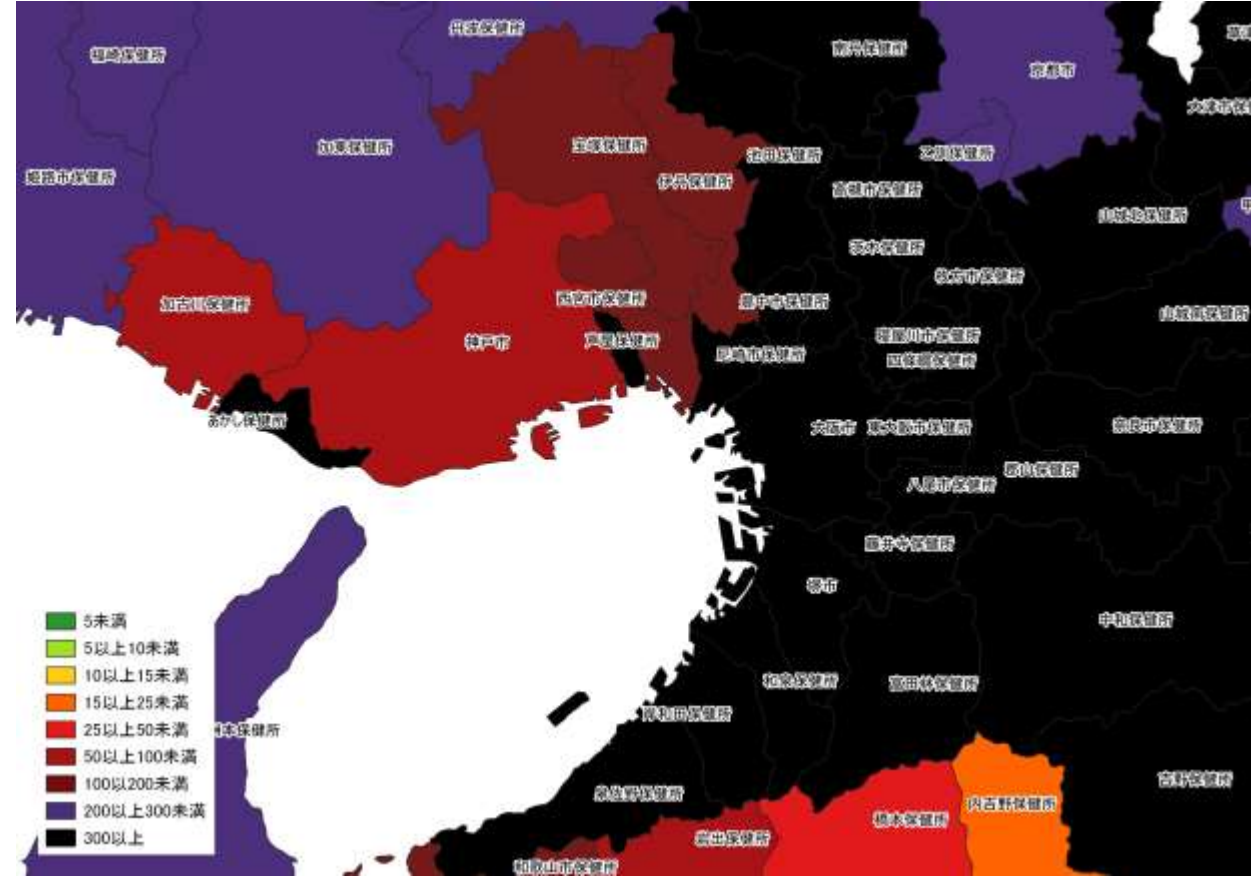 丹波保健所
福崎保健所
南丹保健所
京都市
大津市保健
加東保健所
宝塚保健所
池田保健所
乙訓保健所
姫路市保健所
伊丹保健所
高槻市保健所
山城北保健所
茨木保健所
枚方市保健所
加古川保健所
西宮市保健所
豊中市保健所
山城南保健所
神戸市
芦屋保健所
寝屋川市保健所
尼崎市保健所
四條畷保健所
あかし保健所
大阪市
東大阪市保健所
奈良市保健所
郡山保健所
八尾市保健所
藤井寺保健所
堺市
中和保健所
和泉保健所
富田林保健所
岸和田保健所
本保健所
吉野保健所
泉佐野保健所
内吉野保健所
橋本保健所
岩出保健所
和歌山市保健所
5未満
5以上10未満
10以上15未満
15以上25未満
25以上50未満
50以上100未満
100以200未満
200以上300未満
300以上